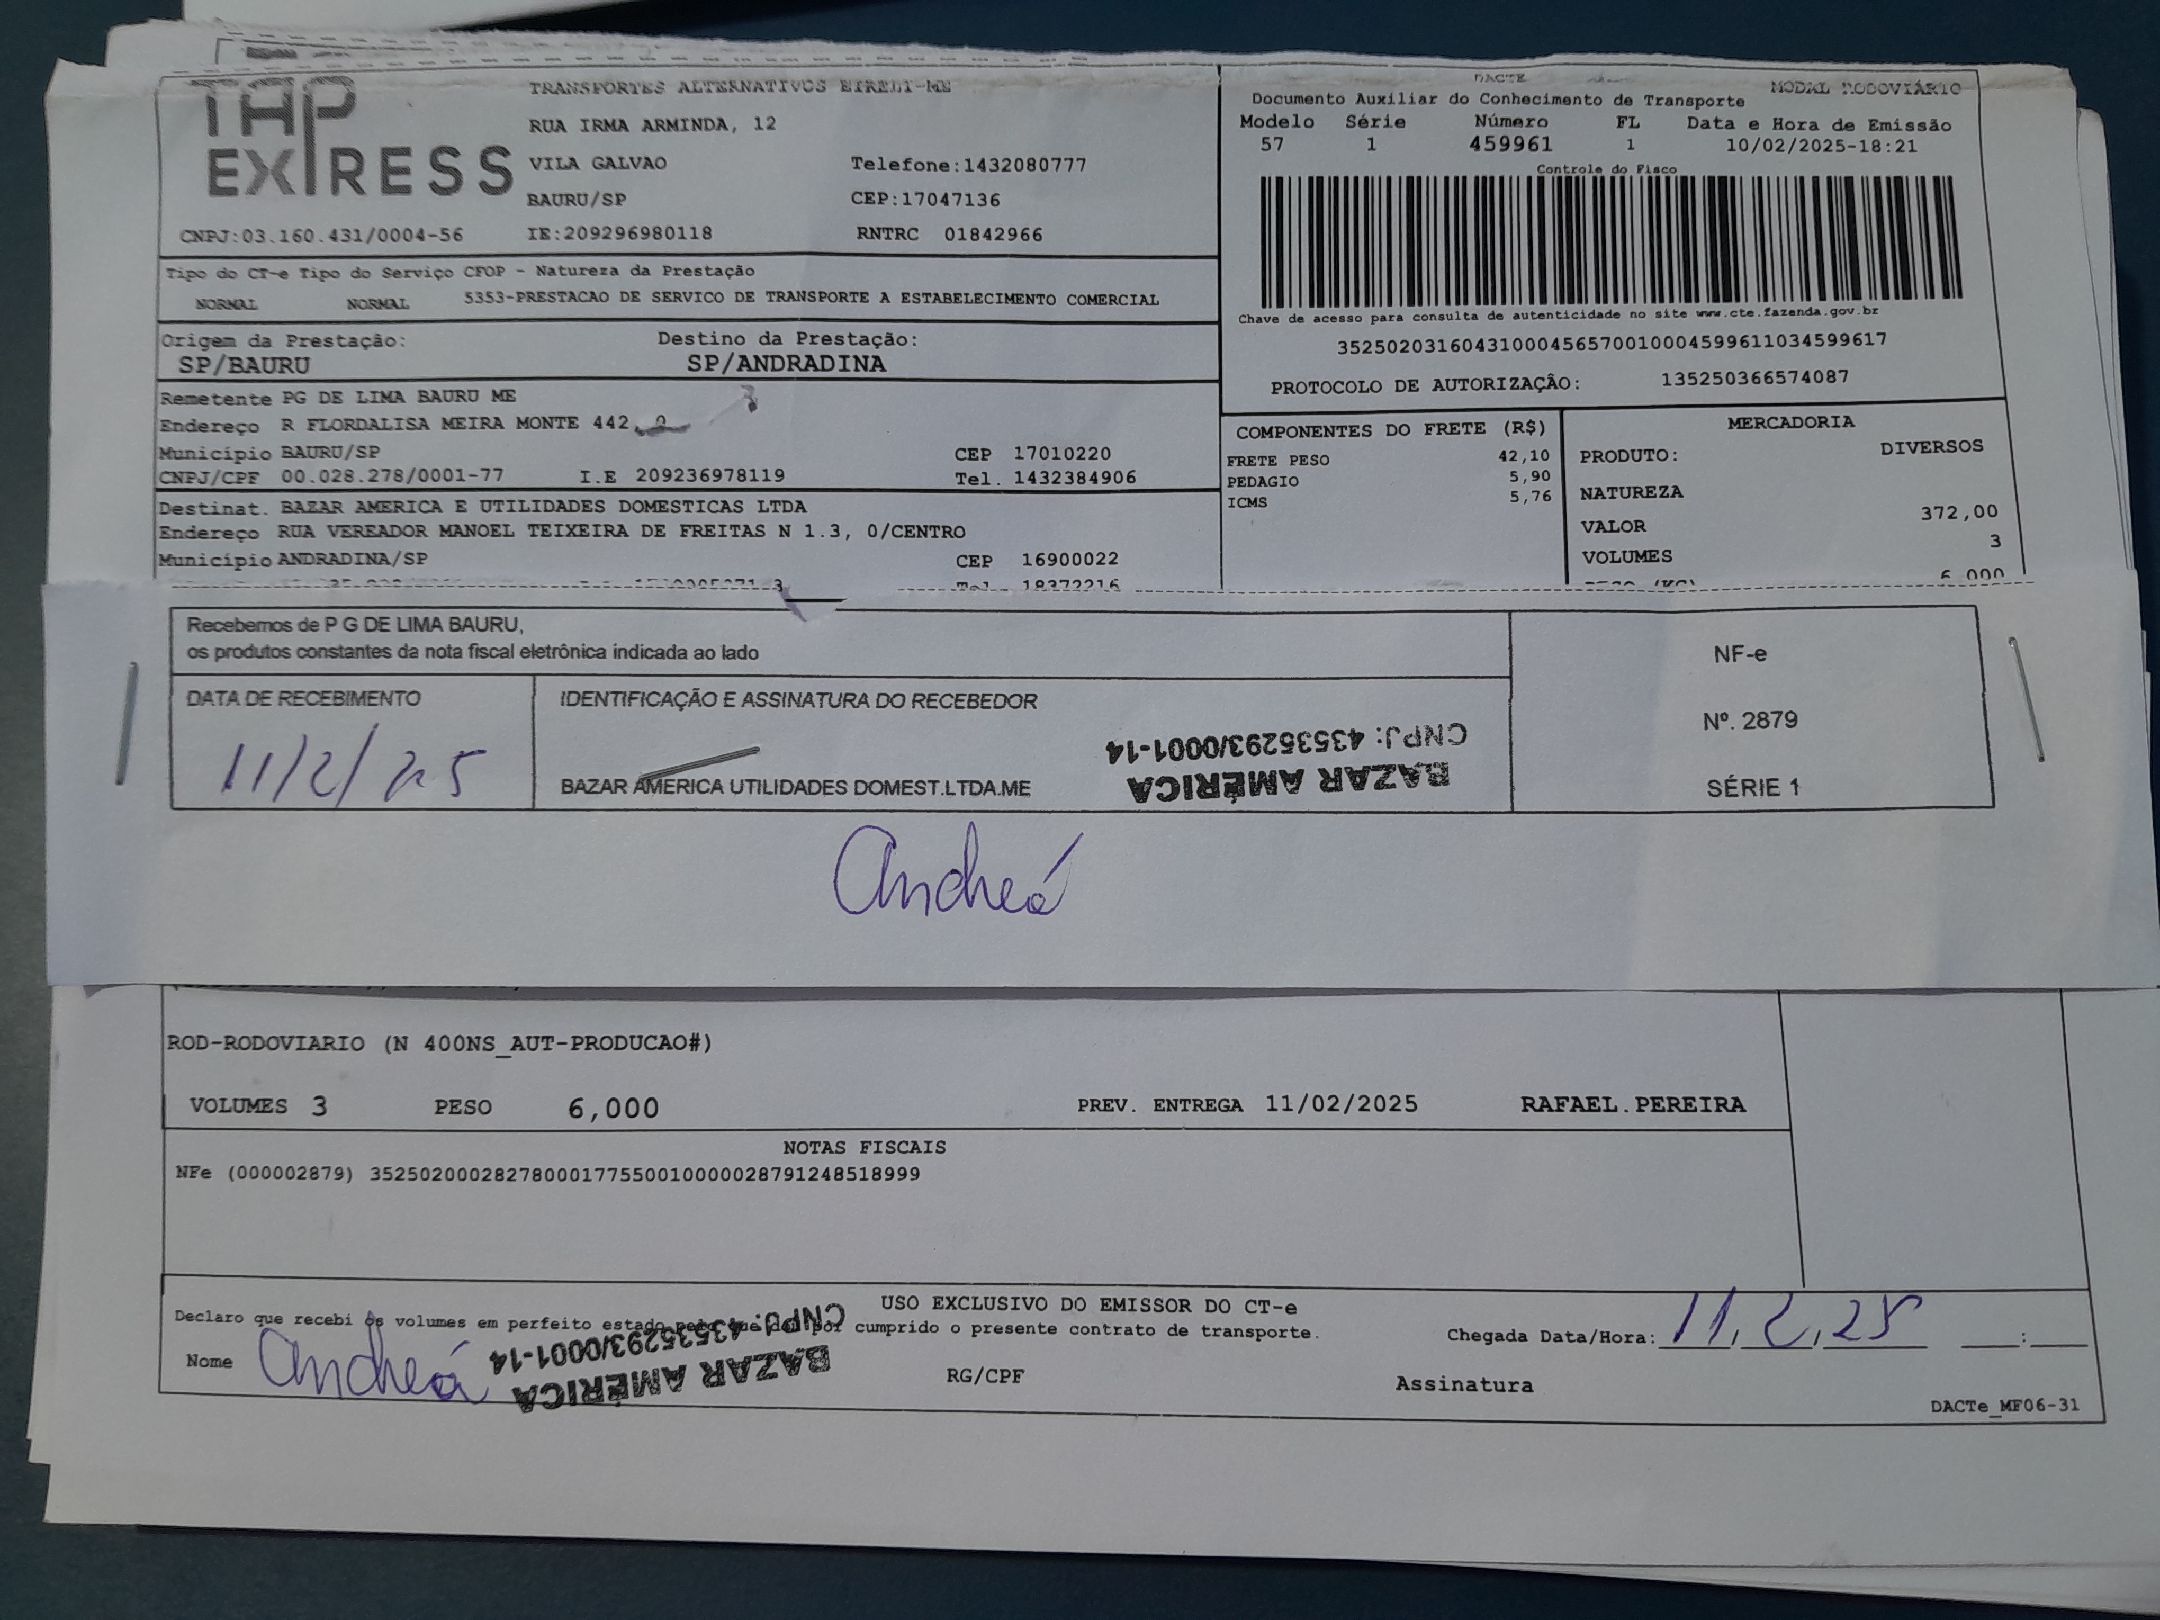 TAP EXPRESS
TRANSPORTES ALTERNATIVOS EIRELI-ME
RUA IRMA ARMINDA, 12
VILA GALVAO Telefone:1432080777
BAURU/SP CEP:17047136
CNPJ:03.160.431/0004-56 IE:209296980118 RNTRC 01842966
DACTE MODAL RODOVIÁRIO
Documento Auxiliar do Conhecimento de Transporte
Modelo Série Número FL Data e Hora de Emissão
57 1 459961 1 10/02/2025-18:21
Controle do Fisco
Chave de acesso para consulta de autenticidade no site www.cte.fazenda.gov.br
35250203160431000456570010004599611034599617
PROTOCOLO DE AUTORIZAÇÃO: 135250366574087
Tipo do CT-e Tipo do Serviço CFOP - Natureza da Prestação
NORMAL NORMAL 5353-PRESTACAO DE SERVICO DE TRANSPORTE A ESTABELECIMENTO COMERCIAL
Origem da Prestação: Destino da Prestação:
SP/BAURU SP/ANDRADINA
Remetente PG DE LIMA BAURU ME
Endereço R FLORDALISA MEIRA MONTE 442, 0
Município BAURU/SP CEP 17010220
CNPJ/CPF 00.028.278/0001-77 I.E 209236978119 Tel. 1432384906
Destinat. BAZAR AMERICA E UTILIDADES DOMESTICAS LTDA
Endereço RUA VEREADOR MANOEL TEIXEIRA DE FREITAS N 1.3, 0/CENTRO
Município ANDRADINA/SP CEP 16900022
Tel. 18372216
COMPONENTES DO FRETE (R$)
FRETE PESO 42,10
PEDAGIO 5,90
ICMS 5,76
MERCADORIA
PRODUTO: DIVERSOS
NATUREZA
VALOR 372,00
VOLUMES 3
PESO (KG) 6,000
Recebemos de P G DE LIMA BAURU,
os produtos constantes da nota fiscal eletrônica indicada ao lado
DATA DE RECEBIMENTO
11/2/25
IDENTIFICAÇÃO E ASSINATURA DO RECEBEDOR
BAZAR AMERICA UTILIDADES DOMEST.LTDA.ME
BAZAR AMÉRICA
CNPJ: 43535293/0001-14
NF-e
Nº. 2879
SÉRIE 1
Andreá
ROD-RODOVIARIO (N 400NS_AUT-PRODUCAO#)
VOLUMES 3 PESO 6,000 PREV. ENTREGA 11/02/2025 RAFAEL.PEREIRA
NOTAS FISCAIS
NFe (000002879) 35250200028278000177550010000028791248518999
USO EXCLUSIVO DO EMISSOR DO CT-e
Declaro que recebi os volumes em perfeito estado pelo que dou por cumprido o presente contrato de transporte.
Chegada Data/Hora: 11, 2, 25 :
Nome Andreá RG/CPF Assinatura
BAZAR AMÉRICA
CNPJ: 43535293/0001-14
DACTe_MF06-31